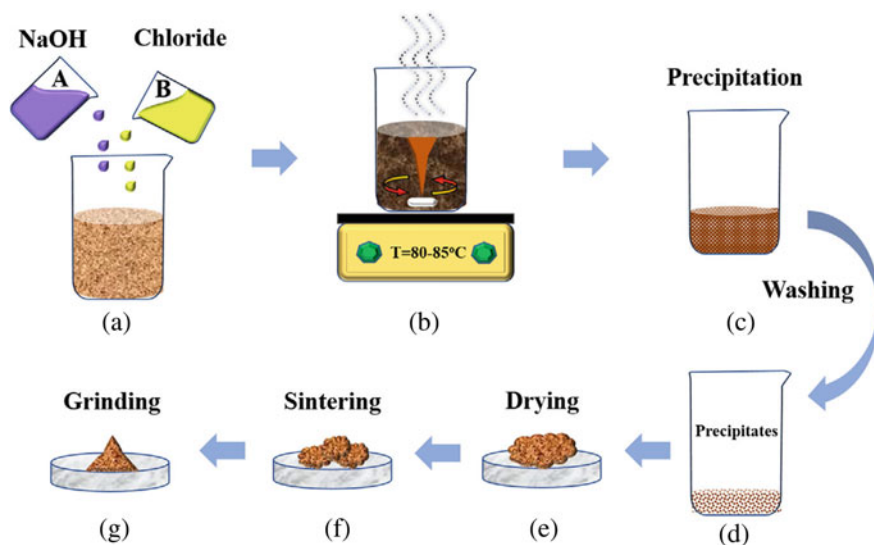 NaOH
Chloride
A
B
(a)
T=80-85°C
(b)
Precipitation
(c)
Washing
Precipitates
(d)
Drying
(e)
Sintering
(f)
Grinding
(g)